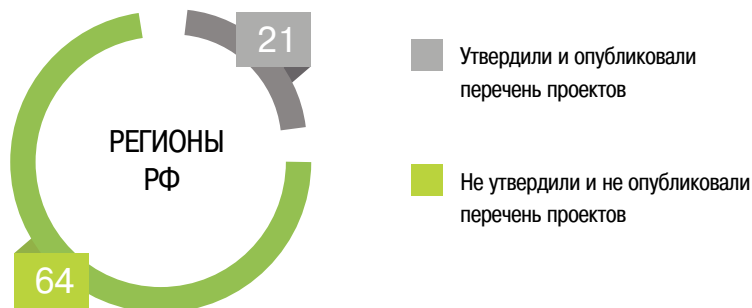 21
РЕГИОНЫ
РФ
64
Утвердили и опубликовали
перечень проектов
Не утвердили и не опубликовали
перечень проектов